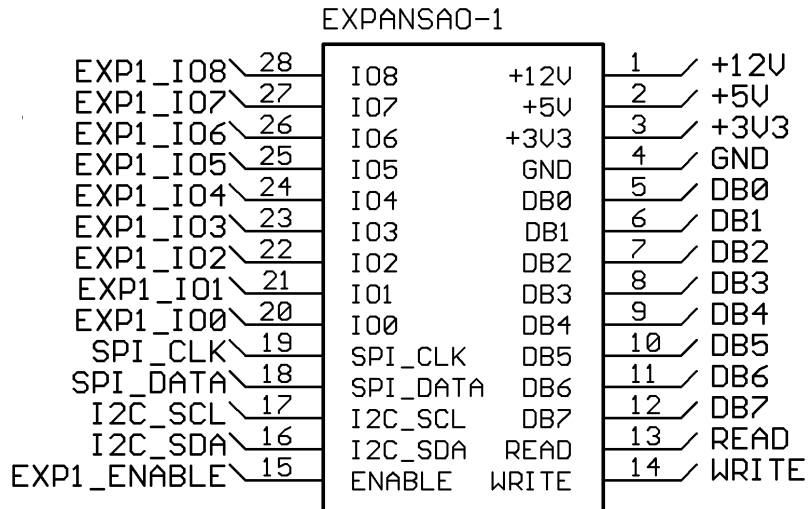 EXPANSAO-1
EXP1_IO8 28 IO8 +12V 1 +12V
EXP1_IO7 27 IO7 +5V 2 +5V
EXP1_IO6 26 IO6 +3V3 3 +3V3
EXP1_IO5 25 IO5 GND 4 GND
EXP1_IO4 24 IO4 DB0 5 DB0
EXP1_IO3 23 IO3 DB1 6 DB1
EXP1_IO2 22 IO2 DB2 7 DB2
EXP1_IO1 21 IO1 DB3 8 DB3
EXP1_IO0 20 IO0 DB4 9 DB4
SPI_CLK 19 SPI_CLK DB5 10 DB5
SPI_DATA 18 SPI_DATA DB6 11 DB6
I2C_SCL 17 I2C_SCL DB7 12 DB7
I2C_SDA 16 I2C_SDA READ 13 READ
EXP1_ENABLE 15 ENABLE WRITE 14 WRITE